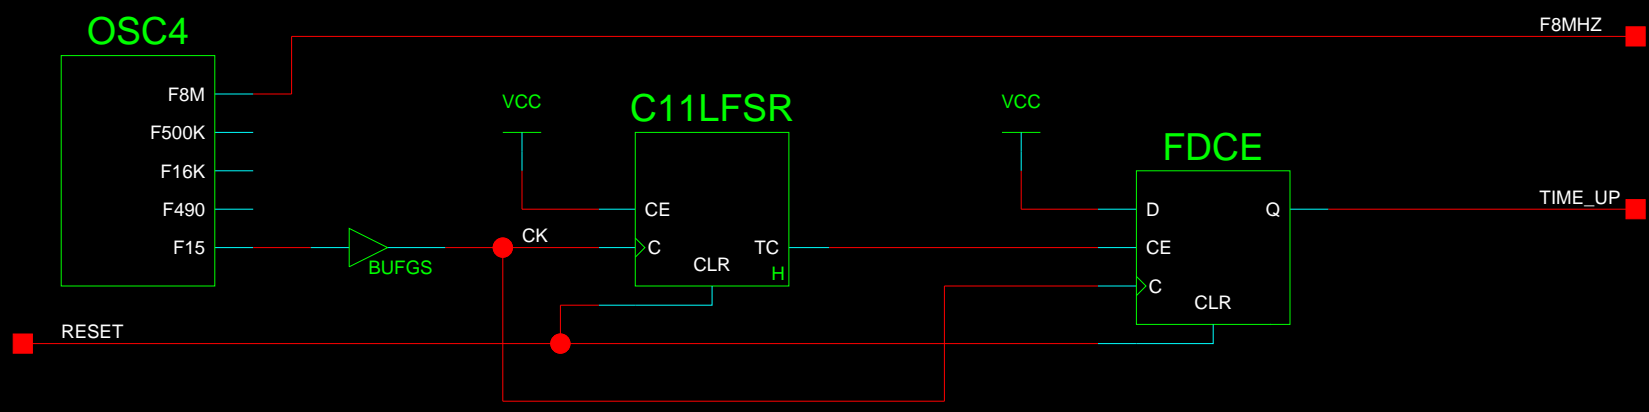 F8MHZ
OSC4
F8M
F500K
F16K
F490
F15
BUFGS
CK
VCC
C11LFSR
CE
C
TC
CLR
H
VCC
FDCE
D
Q
CE
C
CLR
TIME_UP
RESET